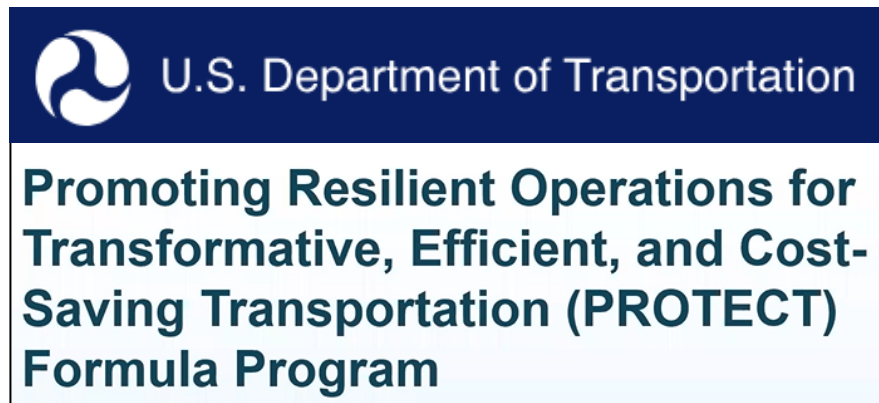 U.S. Department of Transportation
Promoting Resilient Operations for
Transformative, Efficient, and Cost-
Saving Transportation (PROTECT)
Formula Program